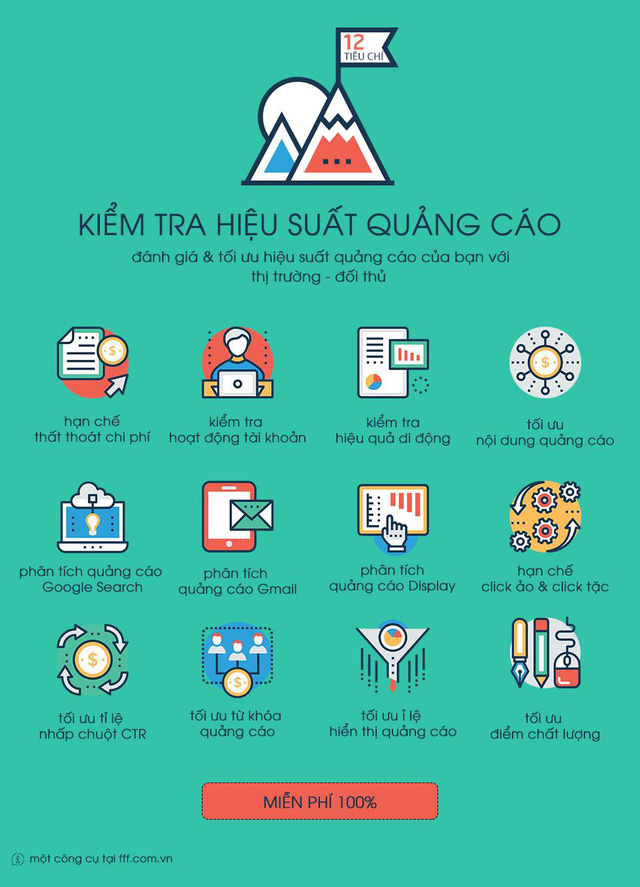 12
TIÊU CHÍ
KIỂM TRA HIỆU SUẤT QUẢNG CÁO
đánh giá & tối ưu hiệu suất quảng cáo của bạn với
thị trường - đối thủ
hạn chế
thất thoát chi phí
kiểm tra
hoạt động tài khoản
kiểm tra
hiệu quả di động
tối ưu
nội dung quảng cáo
phân tích quảng cáo
Google Search
phân tích
quảng cáo Gmail
phân tích
quảng cáo Display
hạn chế
click ảo & click tặc
tối ưu tỉ lệ
nhấp chuột CTR
tối ưu từ khóa
quảng cáo
tối ưu ỉ lệ
hiển thị quảng cáo
tối ưu
điểm chất lượng
MIỄN PHÍ 100%
một công cụ tại fff.com.vn